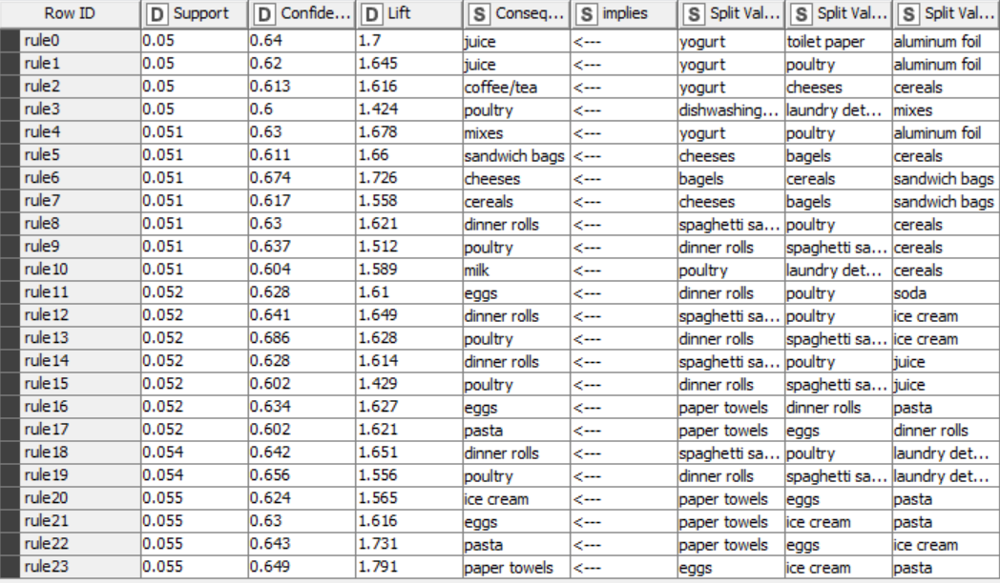 Row ID D Support D Confide... D Lift S Conseq... S implies S Split Val... S Split Val... S Split Val...
rule0 0.05 0.64 1.7 juice <--- yogurt toilet paper aluminum foil
rule1 0.05 0.62 1.645 juice <--- yogurt poultry aluminum foil
rule2 0.05 0.613 1.616 coffee/tea <--- yogurt cheeses cereals
rule3 0.05 0.6 1.424 poultry <--- dishwashing... laundry det... mixes
rule4 0.051 0.63 1.678 mixes <--- yogurt poultry aluminum foil
rule5 0.051 0.611 1.66 sandwich bags <--- cheeses bagels cereals
rule6 0.051 0.674 1.726 cheeses <--- bagels cereals sandwich bags
rule7 0.051 0.617 1.558 cereals <--- cheeses bagels sandwich bags
rule8 0.051 0.63 1.621 dinner rolls <--- spaghetti sa... poultry cereals
rule9 0.051 0.637 1.512 poultry <--- dinner rolls spaghetti sa... cereals
rule10 0.051 0.604 1.589 milk <--- poultry laundry det... cereals
rule11 0.052 0.628 1.61 eggs <--- dinner rolls poultry soda
rule12 0.052 0.641 1.649 dinner rolls <--- spaghetti sa... poultry ice cream
rule13 0.052 0.686 1.628 poultry <--- dinner rolls spaghetti sa... ice cream
rule14 0.052 0.628 1.614 dinner rolls <--- spaghetti sa... poultry juice
rule15 0.052 0.602 1.429 poultry <--- dinner rolls spaghetti sa... juice
rule16 0.052 0.634 1.627 eggs <--- paper towels dinner rolls pasta
rule17 0.052 0.602 1.621 pasta <--- paper towels eggs dinner rolls
rule18 0.054 0.642 1.651 dinner rolls <--- spaghetti sa... poultry laundry det...
rule19 0.054 0.656 1.556 poultry <--- dinner rolls spaghetti sa... laundry det...
rule20 0.055 0.624 1.565 ice cream <--- paper towels eggs pasta
rule21 0.055 0.63 1.616 eggs <--- paper towels ice cream pasta
rule22 0.055 0.643 1.731 pasta <--- paper towels eggs ice cream
rule23 0.055 0.649 1.791 paper towels <--- eggs ice cream pasta